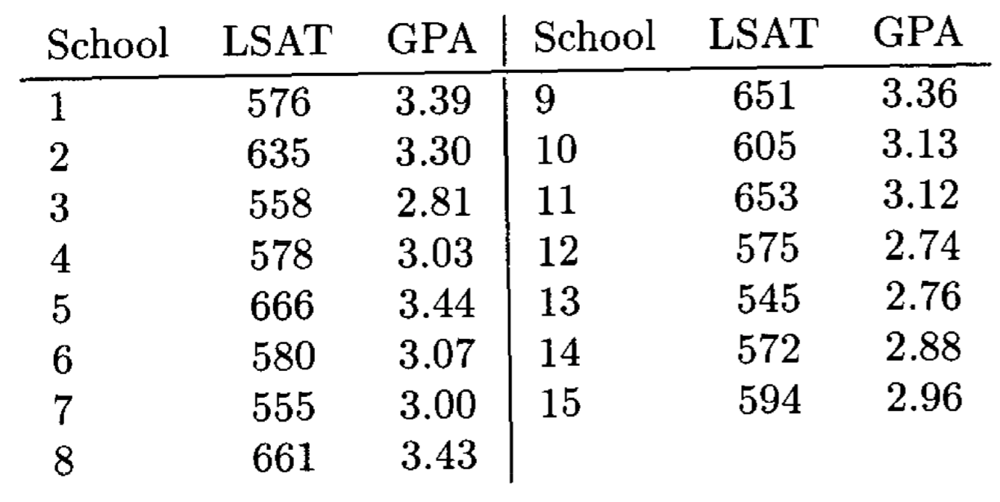 School LSAT GPA School LSAT GPA
1 576 3.39 9 651 3.36
2 635 3.30 10 605 3.13
3 558 2.81 11 653 3.12
4 578 3.03 12 575 2.74
5 666 3.44 13 545 2.76
6 580 3.07 14 572 2.88
7 555 3.00 15 594 2.96
8 661 3.43